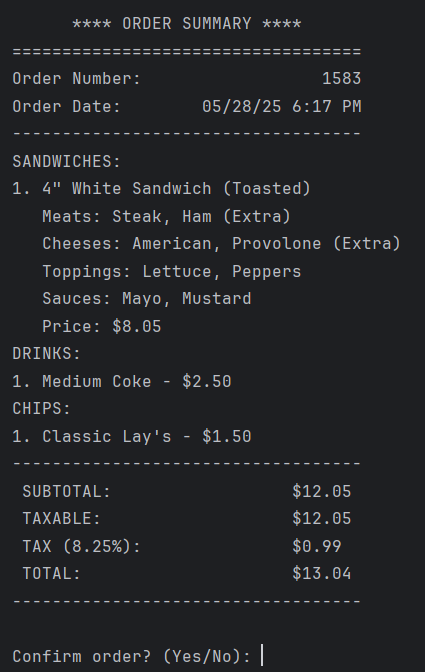 **** ORDER SUMMARY ****
===================================
Order Number:                  1583
Order Date:        05/28/25 6:17 PM
-----------------------------------
SANDWICHES:
1. 4" White Sandwich (Toasted)
   Meats: Steak, Ham (Extra)
   Cheeses: American, Provolone (Extra)
   Toppings: Lettuce, Peppers
   Sauces: Mayo, Mustard
   Price: $8.05
DRINKS:
1. Medium Coke - $2.50
CHIPS:
1. Classic Lay's - $1.50
-----------------------------------
 SUBTOTAL:                  $12.05
 TAXABLE:                   $12.05
 TAX (8.25%):               $0.99
 TOTAL:                     $13.04
-----------------------------------
Confirm order? (Yes/No):